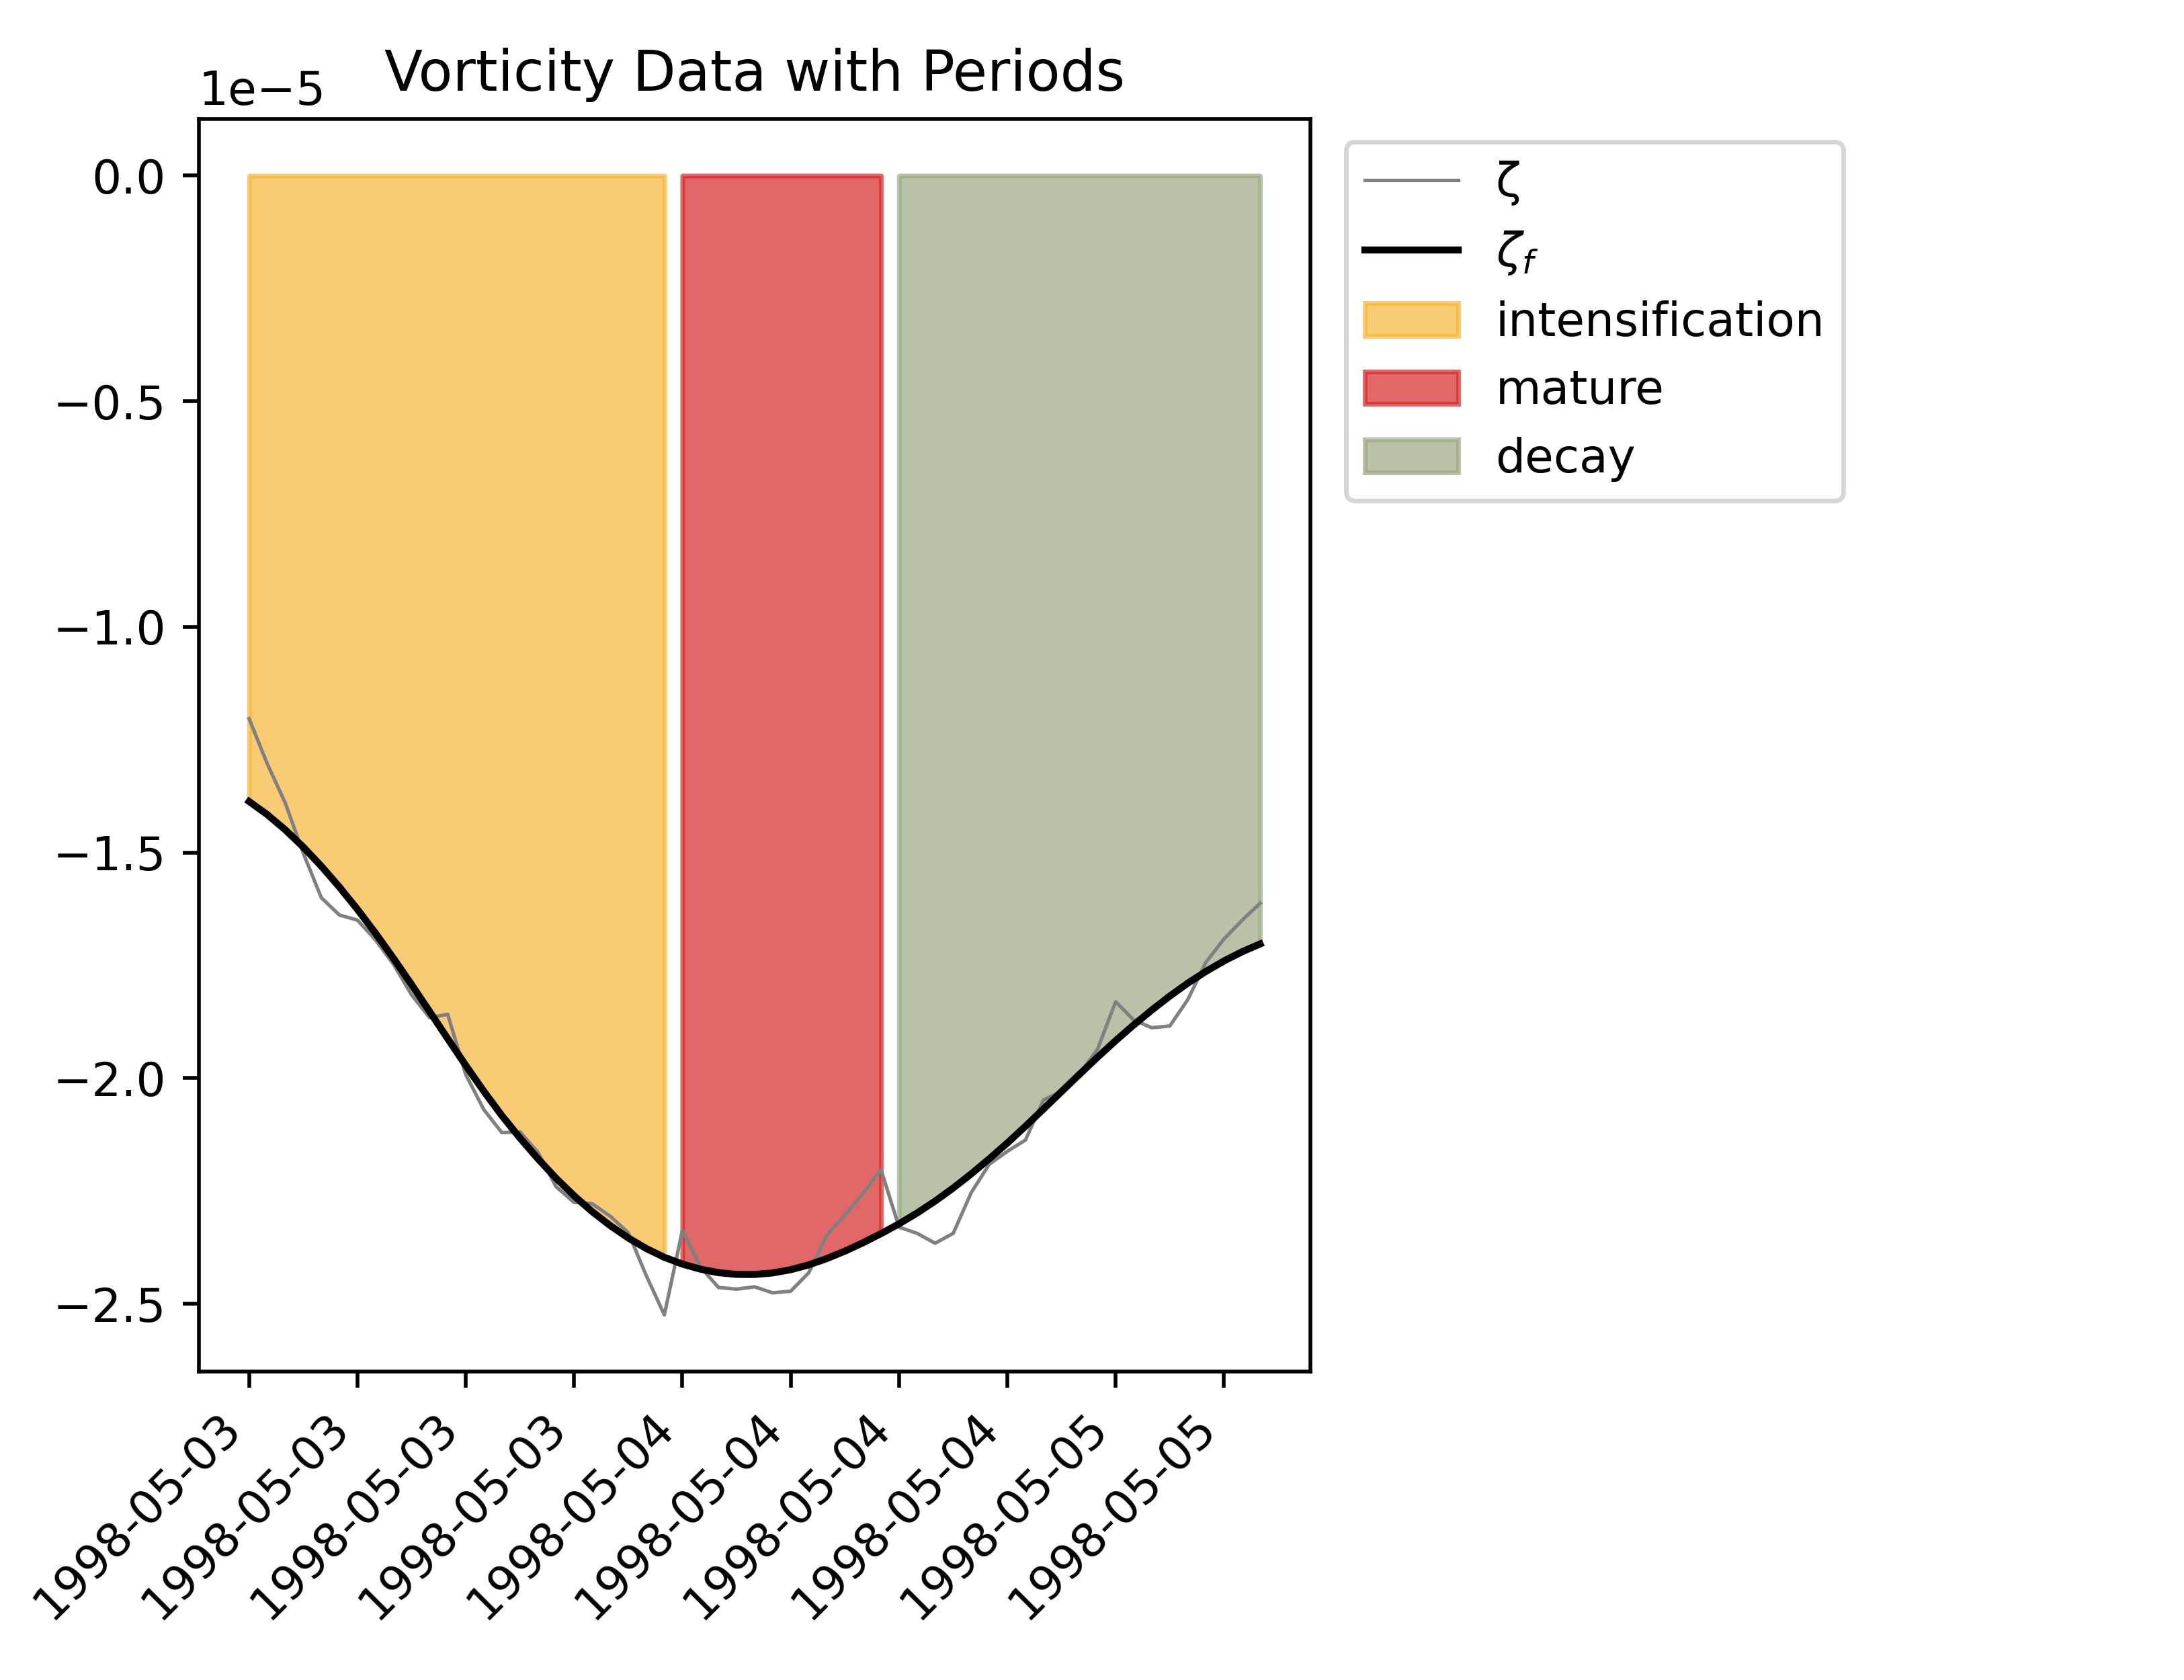 Vorticity Data with Periods
1e−5
0.0
−0.5
−1.0
−1.5
−2.0
−2.5
1998-05-03
1998-05-03
1998-05-03
1998-05-03
1998-05-04
1998-05-04
1998-05-04
1998-05-04
1998-05-05
1998-05-05
ζ
ζf
intensification
mature
decay